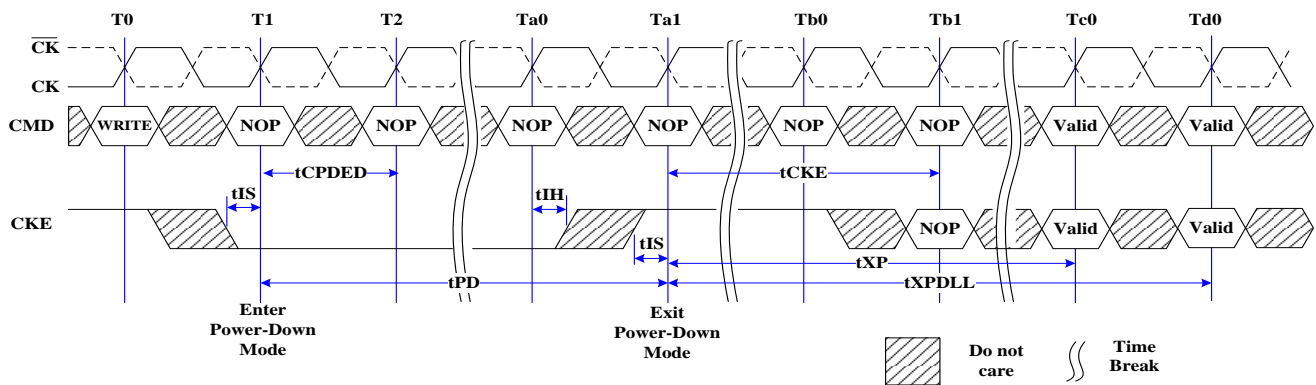 T0 T1 T2 Ta0 Ta1 Tb0 Tb1 Tc0 Td0
CK
CK
CMD WRITE NOP NOP NOP NOP NOP NOP Valid Valid
tCPDED tCKE
tIS tIH
CKE NOP Valid Valid
tIS
tXP
tPD tXPDLL
Enter
Power-Down
Mode
Exit
Power-Down
Mode
Do not
care
Time
Break